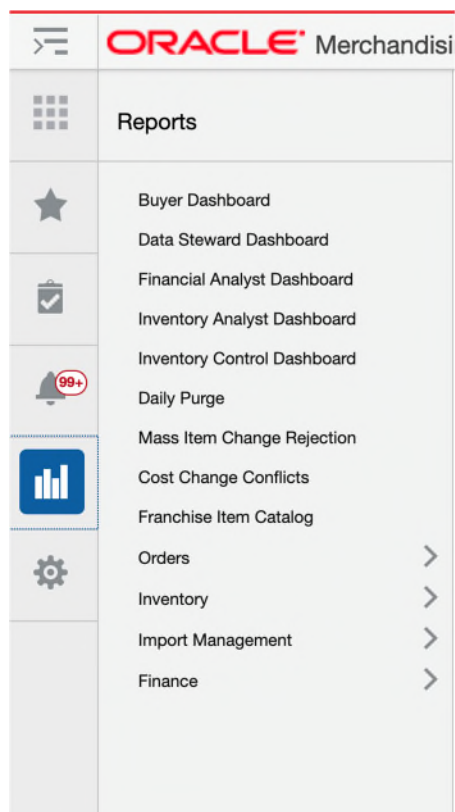 ORACLE® Merchandisi
Reports
Buyer Dashboard
Data Steward Dashboard
Financial Analyst Dashboard
Inventory Analyst Dashboard
Inventory Control Dashboard
99+
Daily Purge
Mass Item Change Rejection
Cost Change Conflicts
Franchise Item Catalog
Orders
Inventory
Import Management
Finance